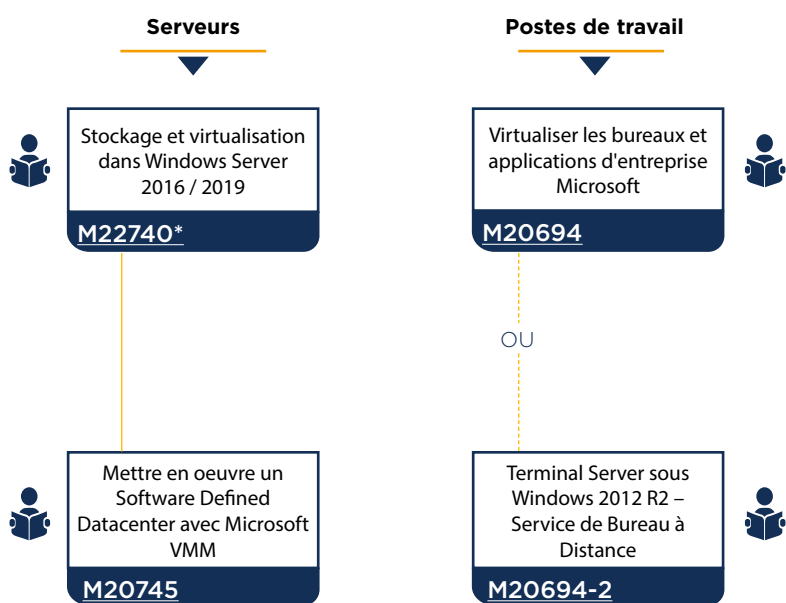 Serveurs
Stockage et virtualisation
dans Windows Server
2016 / 2019
M22740*
Mettre en oeuvre un
Software Defined
Datacenter avec Microsoft
VMM
M20745
Postes de travail
Virtualiser les bureaux et
applications d'entreprise
Microsoft
M20694
OU
Terminal Server sous
Windows 2012 R2 –
Service de Bureau à
Distance
M20694-2